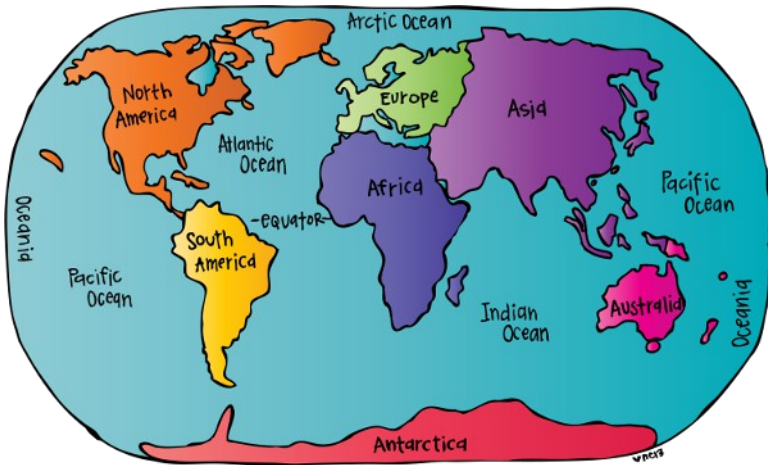 Arctic Ocean
North
America
Europe
Asia
Atlantic
Ocean
Africa
Pacific
Ocean
Oceania
-equator-
South
America
Pacific
Ocean
Indian
Ocean
Australia
Oceania
Antarctica